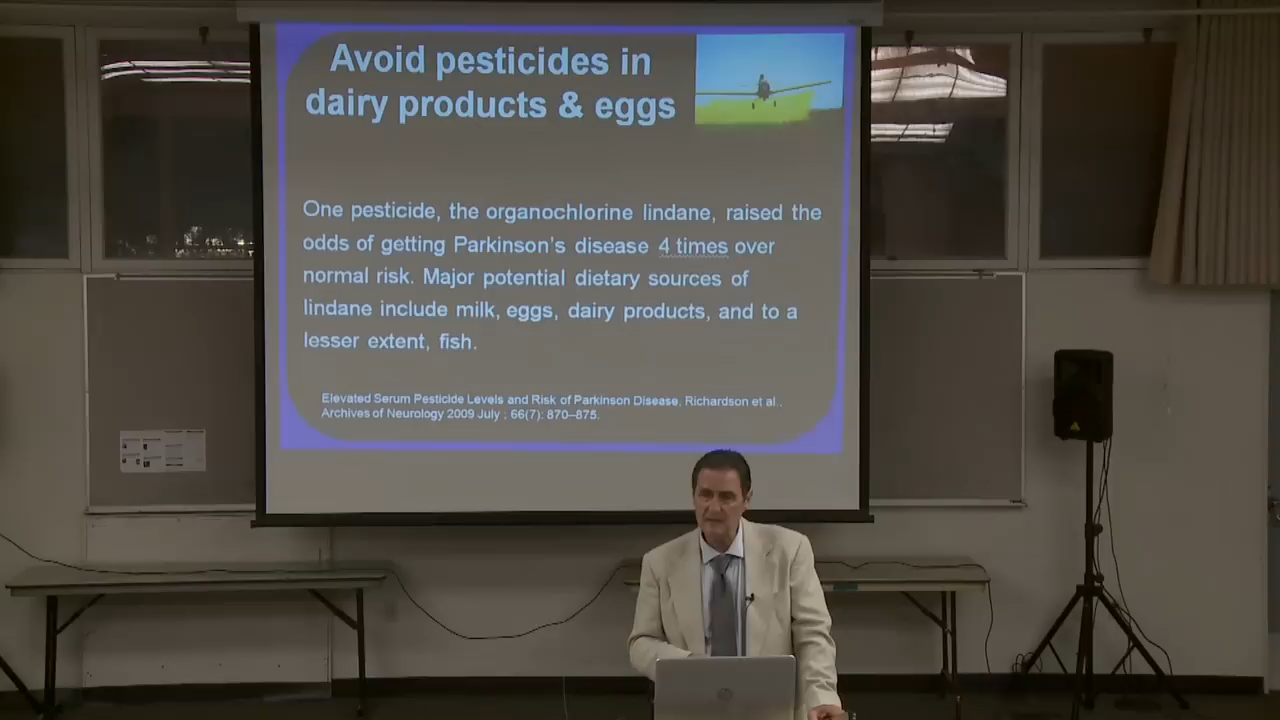 Avoid pesticides in
dairy products & eggs
One pesticide, the organochlorine lindane, raised the
odds of getting Parkinson's disease 4 times over
normal risk. Major potential dietary sources of
lindane include milk, eggs, dairy products, and to a
lesser extent, fish.
Elevated Serum Pesticide Levels and Risk of Parkinson Disease, Richardson et al..
Archives of Neurology 2009 July ; 66(7): 870–875.
hp